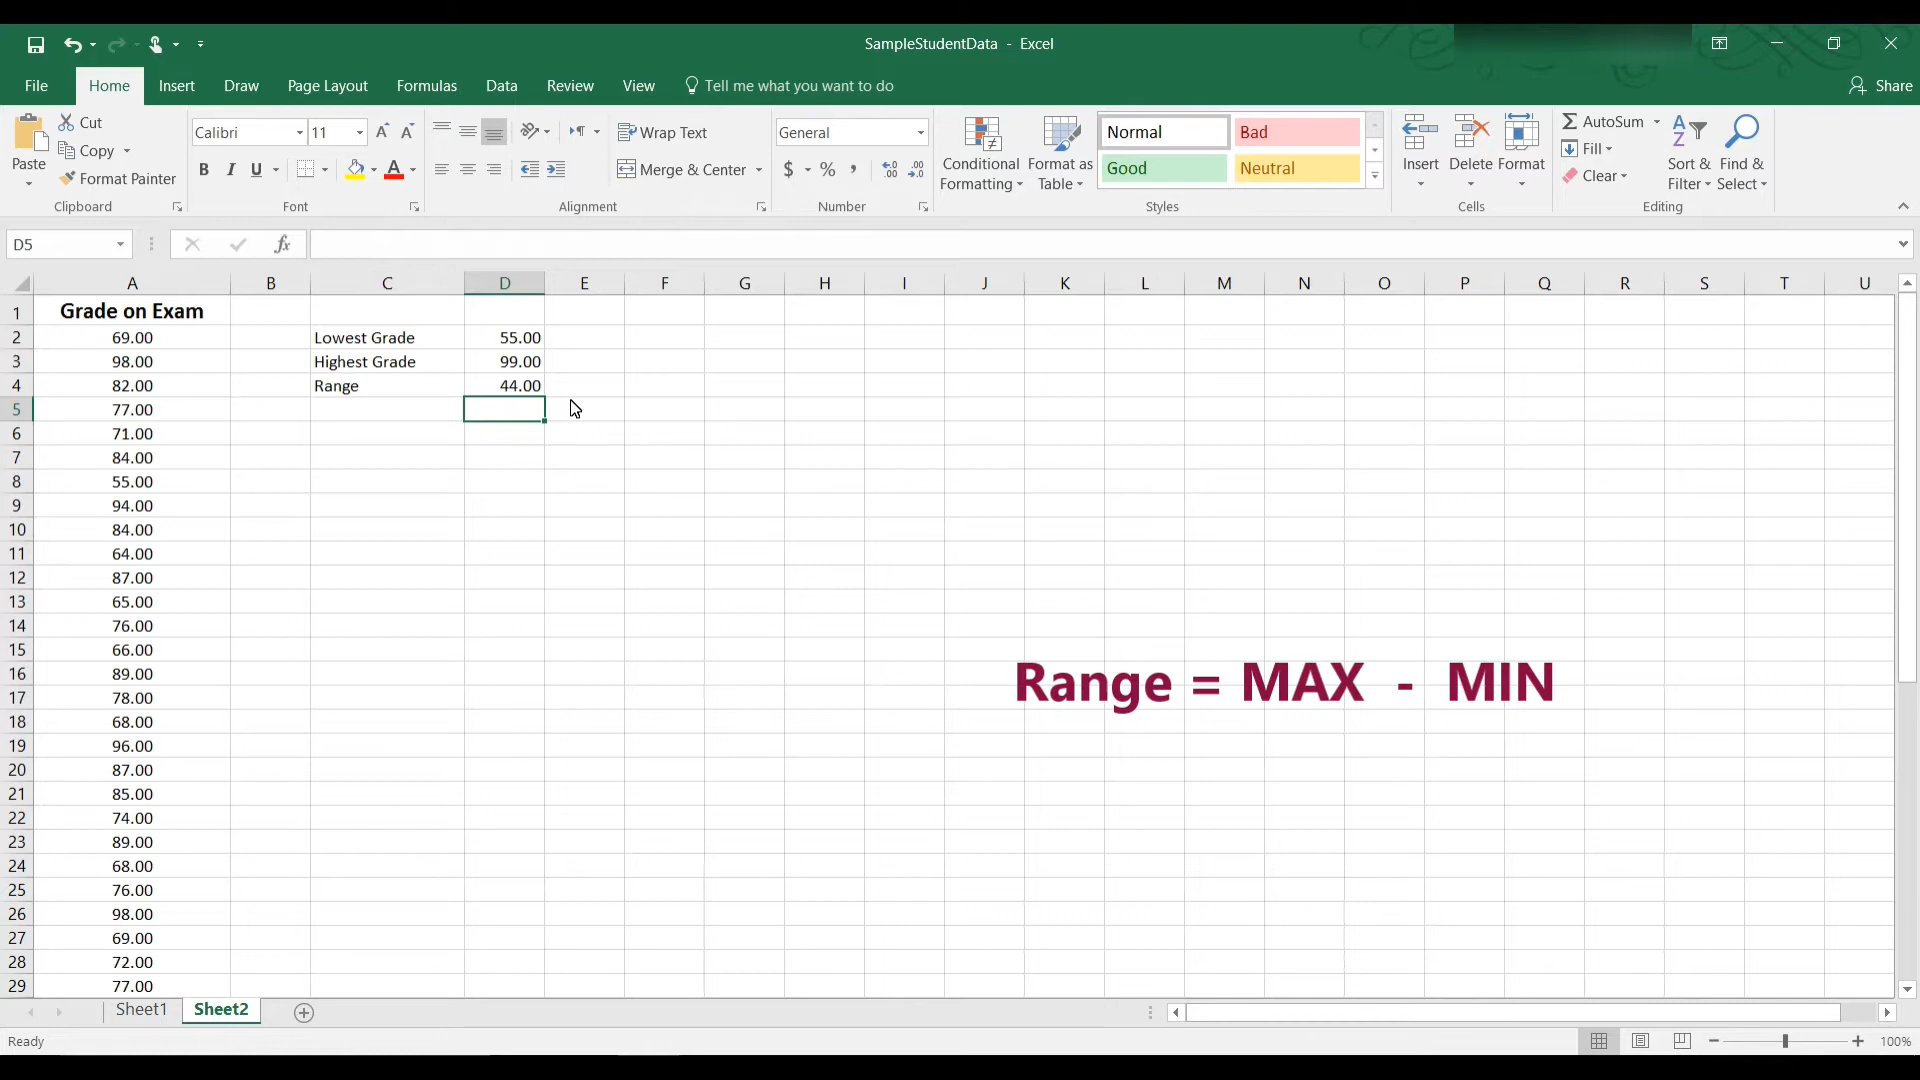 SampleStudentData - Excel
File Home Insert Draw Page Layout Formulas Data Review View Tell me what you want to do Share
Cut
Copy
Format Painter
Paste
Calibri 11
B I U
Wrap Text
Merge & Center
General
$ % ,
Conditional Formatting
Format as Table
Normal Bad
Good Neutral
Insert Delete Format
AutoSum
Fill
Clear
Sort & Filter
Find & Select
Clipboard Font Alignment Number Styles Cells Editing
D5 fx
A B C D E F G H I J K L M N O P Q R S T U
1 Grade on Exam
2 69.00 Lowest Grade 55.00
3 98.00 Highest Grade 99.00
4 82.00 Range 44.00
5 77.00
6 71.00
7 84.00
8 55.00
9 94.00
10 84.00
11 64.00
12 87.00
13 65.00
14 76.00
15 66.00
16 89.00
17 78.00
18 68.00
19 96.00
20 87.00
21 85.00
22 74.00
23 89.00
24 68.00
25 76.00
26 98.00
27 69.00
28 72.00
29 77.00
Range = MAX - MIN
Sheet1 Sheet2
Ready 100%